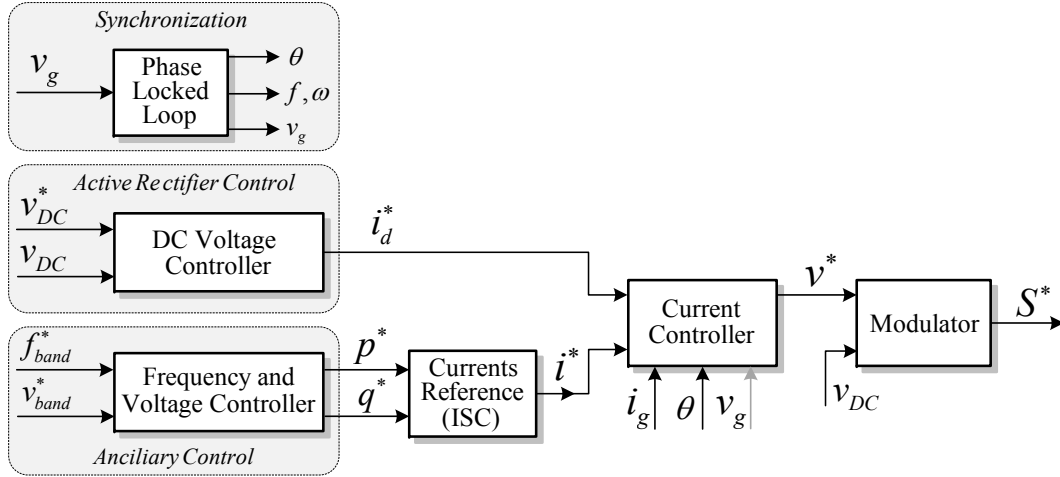 Synchronization
v_g
Phase
Locked
Loop
θ
f, ω
v_g
Active Rectifier Control
v*_DC
v_DC
DC Voltage
Controller
i*_d
f*_band
v*_band
Frequency and
Voltage Controller
Anciliary Control
p*
q*
Currents
Reference
(ISC)
i*
Current
Controller
i_g
θ
v_g
v*
Modulator
v_DC
S*